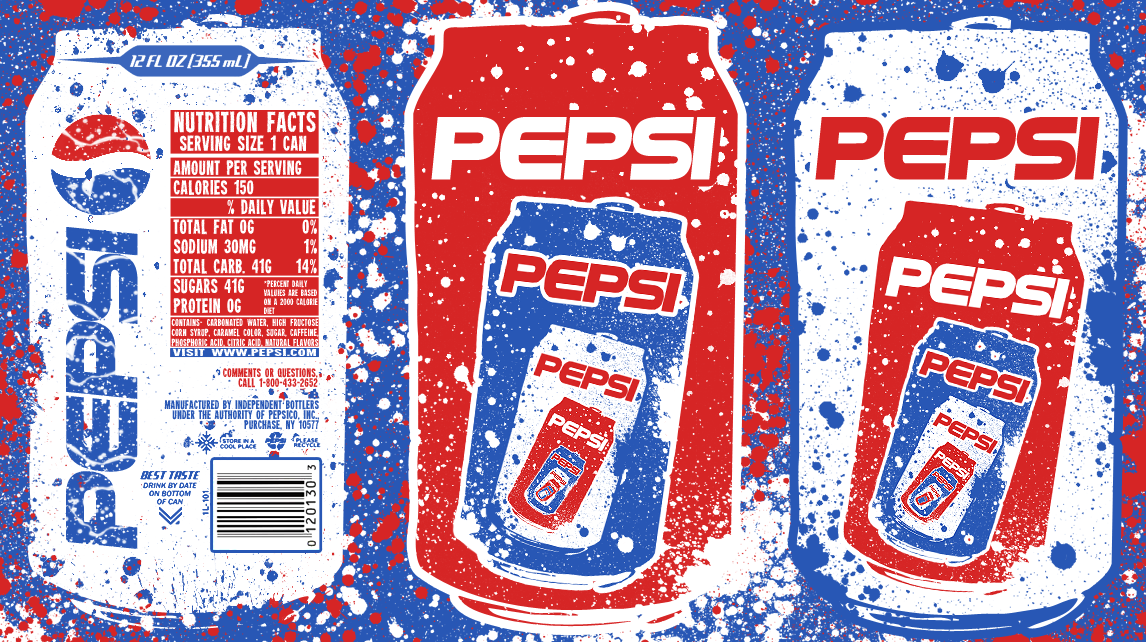 12 FL OZ [355 mL]
PEPSI
NUTRITION FACTS
SERVING SIZE 1 CAN
AMOUNT PER SERVING
CALORIES 150
% DAILY VALUE
TOTAL FAT 0G 0%
SODIUM 30MG 1%
TOTAL CARB. 41G 14%
SUGARS 41G
PROTEIN 0G
*PERCENT DAILY
VALUES ARE BASED
ON A 2000 CALORIE
DIET
CONTAINS- CARBONATED WATER, HIGH FRUCTOSE
CORN SYRUP, CARAMEL COLOR, SUGAR, CAFFEINE,
PHOSPHORIC ACID, CITRIC ACID, NATURAL FLAVORS
VISIT WWW.PEPSI.COM
COMMENTS OR QUESTIONS,
CALL 1-800-433-2652
MANUFACTURED BY INDEPENDENT BOTTLERS
UNDER THE AUTHORITY OF PEPSICO, INC.,
PURCHASE, NY 10577
STORE IN A
COOL PLACE
PEPSI
PLEASE
RECYCLE
BEST TASTE
DRINK BY DATE
ON BOTTOM
OF CAN
1L-101
0 120130 3
PEPSI
PEPSI
PEPSI
PEPSI
PEPSI
PEPSI
PEPSI
PEPSI
PEPSI
PEPSI